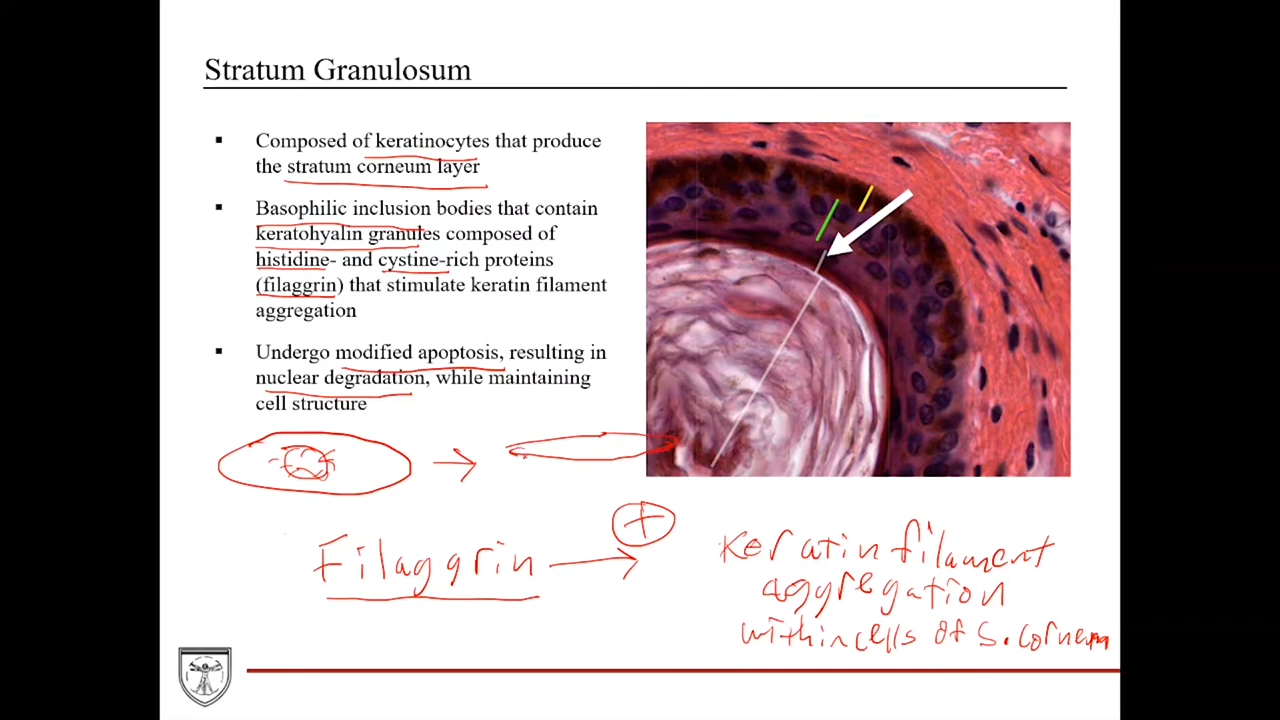 Stratum Granulosum
▪ Composed of keratinocytes that produce
the stratum corneum layer
▪ Basophilic inclusion bodies that contain
keratohyalin granules composed of
histidine- and cystine-rich proteins
(filaggrin) that stimulate keratin filament
aggregation
▪ Undergo modified apoptosis, resulting in
nuclear degradation, while maintaining
cell structure
Filaggrin → +
Keratin filament
aggregation
within cells of S. corneum